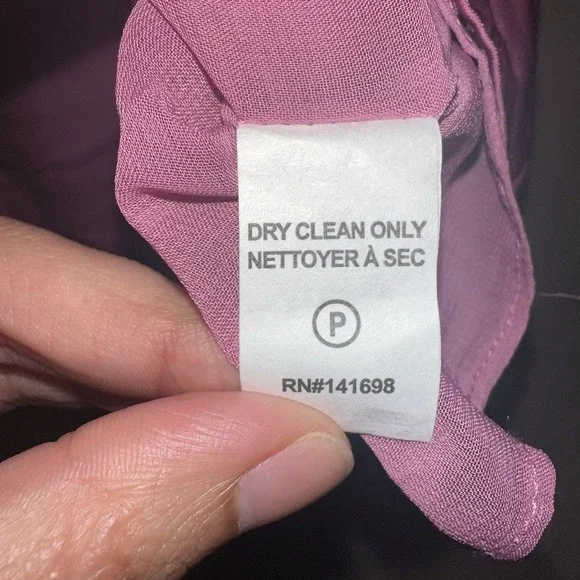 DRY CLEAN ONLY
NETTOYER À SEC
P
RN#141698